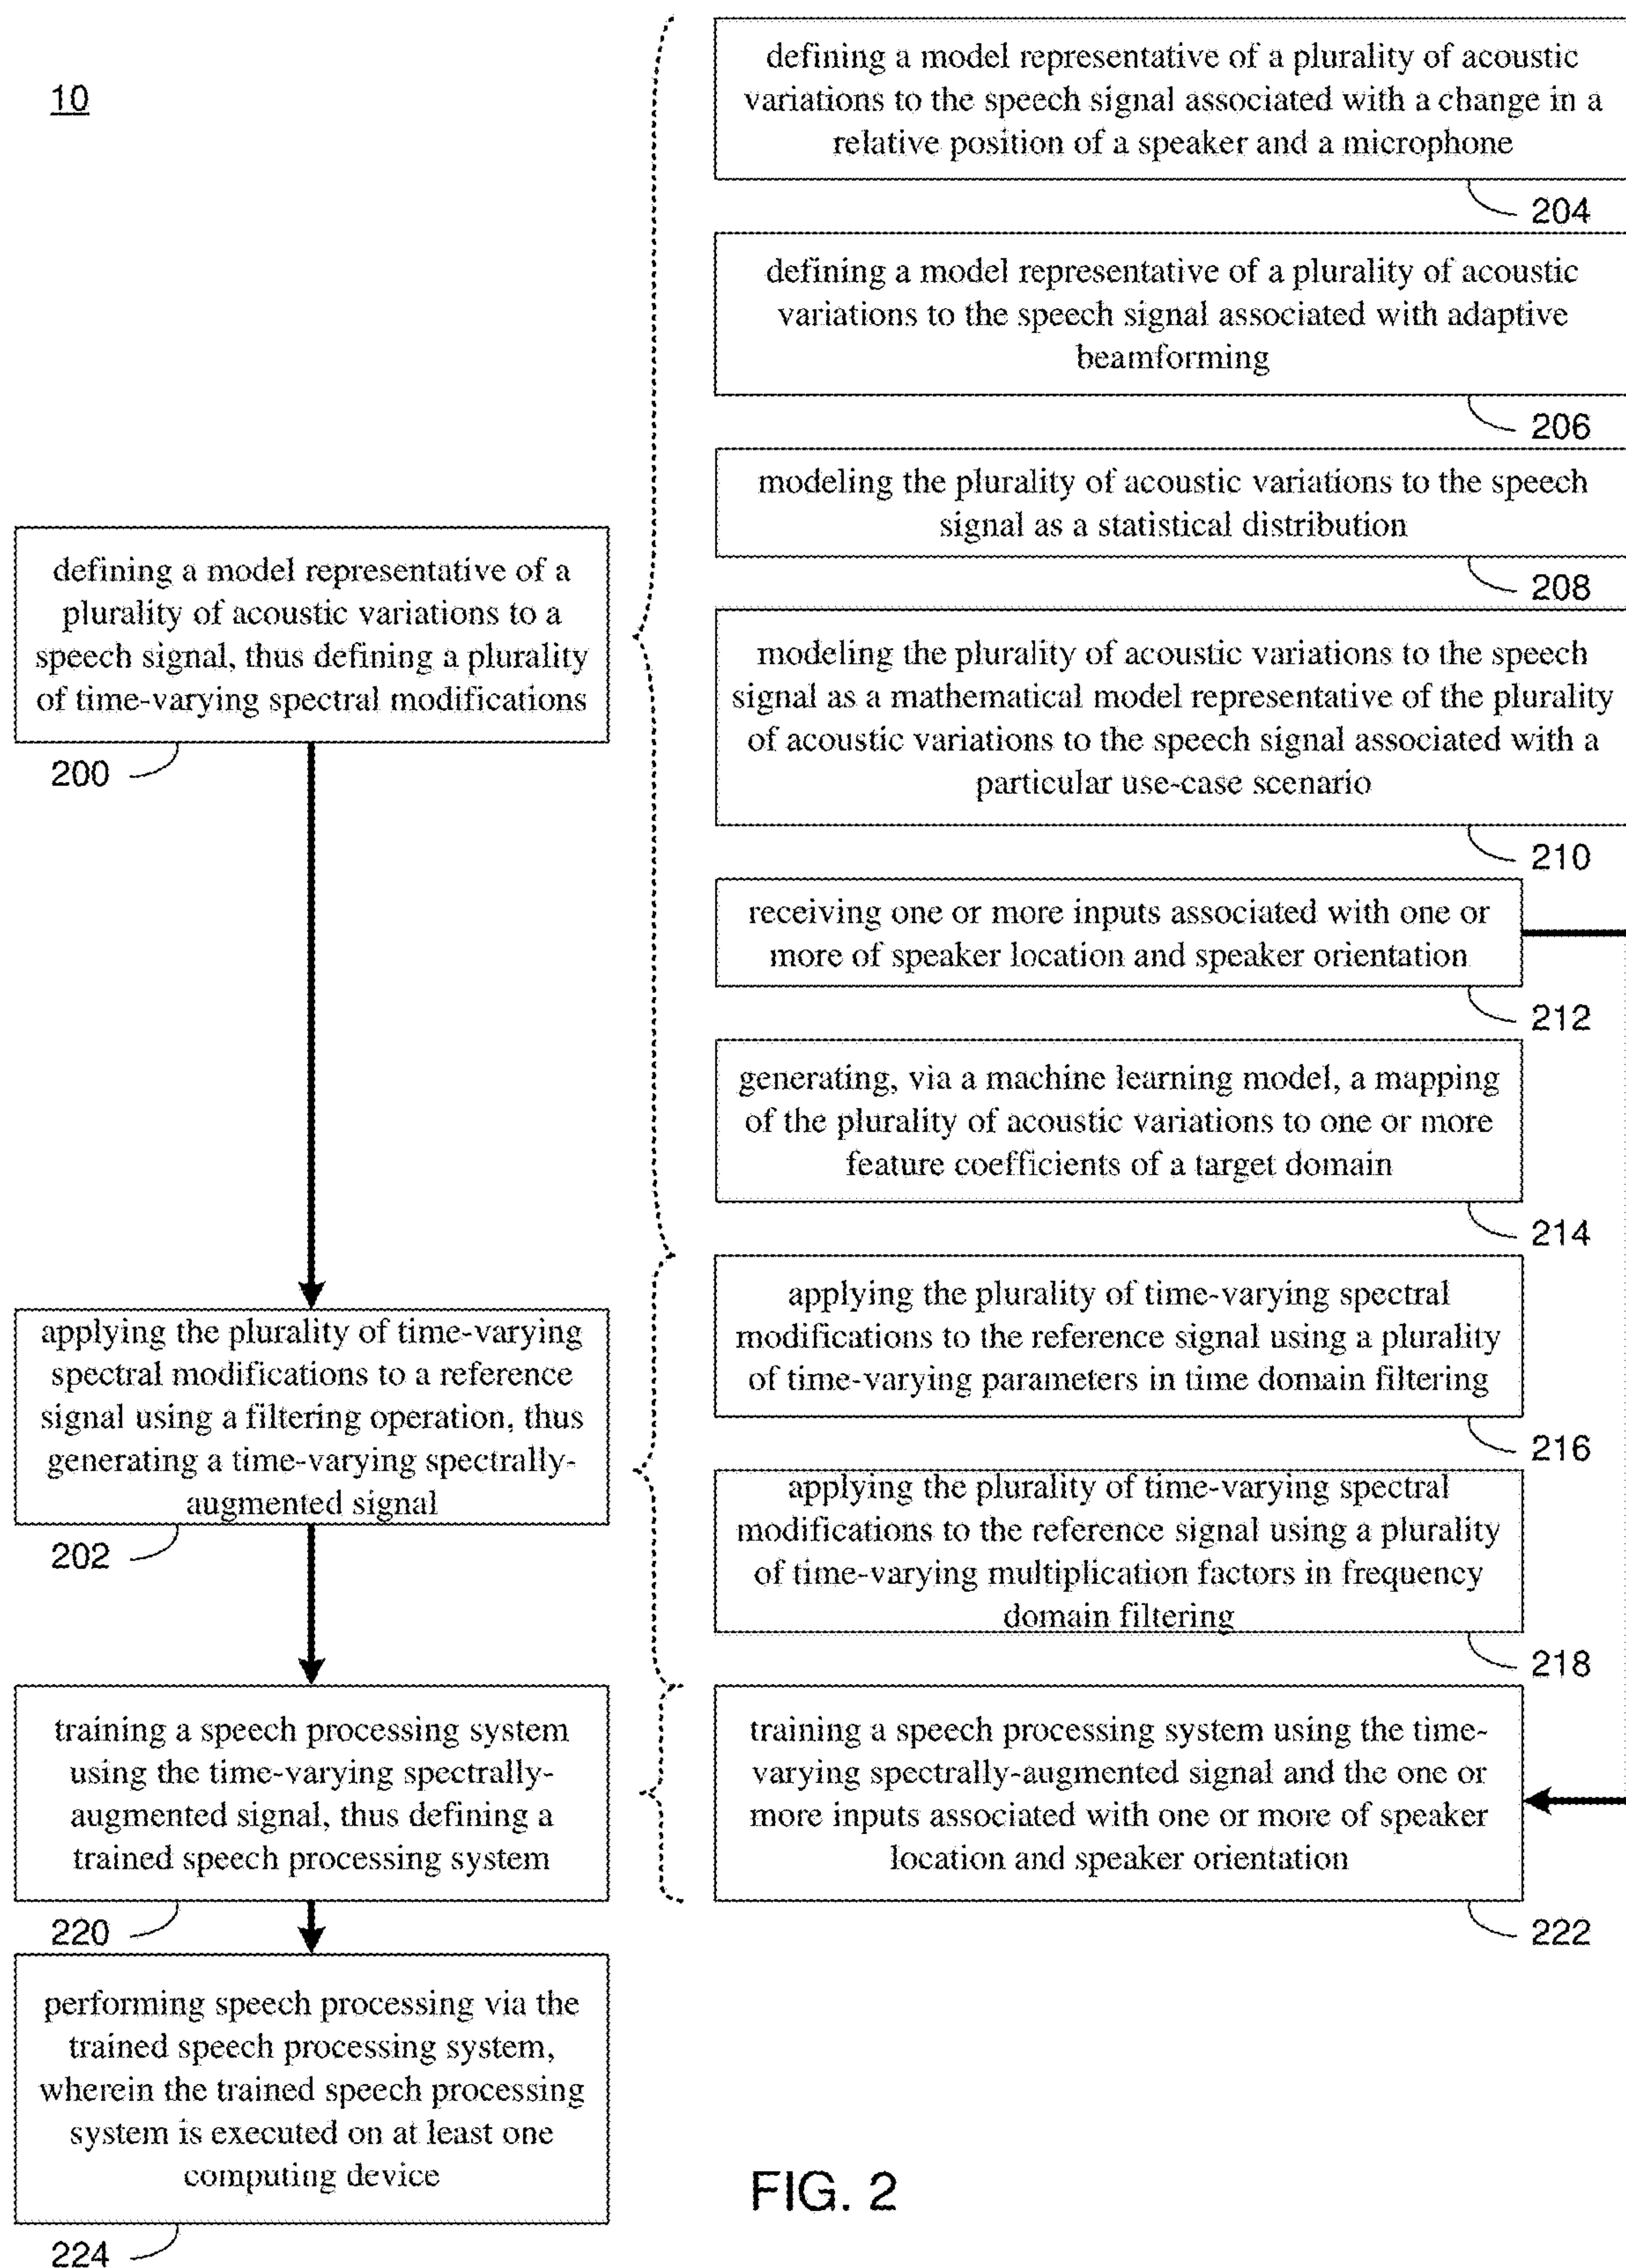 10
defining a model representative of a
plurality of acoustic variations to a
speech signal, thus defining a plurality
of time-varying spectral modifications
200
applying the plurality of time-varying
spectral modifications to a reference
signal using a filtering operation, thus
generating a time-varying spectrally-
augmented signal
202
training a speech processing system
using the time-varying spectrally-
augmented signal, thus defining a
trained speech processing system
220
performing speech processing via the
trained speech processing system,
wherein the trained speech processing
system is executed on at least one
computing device
224
defining a model representative of a plurality of acoustic
variations to the speech signal associated with a change in a
relative position of a speaker and a microphone
204
defining a model representative of a plurality of acoustic
variations to the speech signal associated with adaptive
beamforming
206
modeling the plurality of acoustic variations to the speech
signal as a statistical distribution
208
modeling the plurality of acoustic variations to the speech
signal as a mathematical model representative of the plurality
of acoustic variations to the speech signal associated with a
particular use-case scenario
210
receiving one or more inputs associated with one or
more of speaker location and speaker orientation
212
generating, via a machine learning model, a mapping
of the plurality of acoustic variations to one or more
feature coefficients of a target domain
214
applying the plurality of time-varying spectral
modifications to the reference signal using a plurality
of time-varying parameters in time domain filtering
216
applying the plurality of time-varying spectral
modifications to the reference signal using a plurality
of time-varying multiplication factors in frequency
domain filtering
218
training a speech processing system using the time-
varying spectrally-augmented signal and the one or
more inputs associated with one or more of speaker
location and speaker orientation
222
FIG. 2